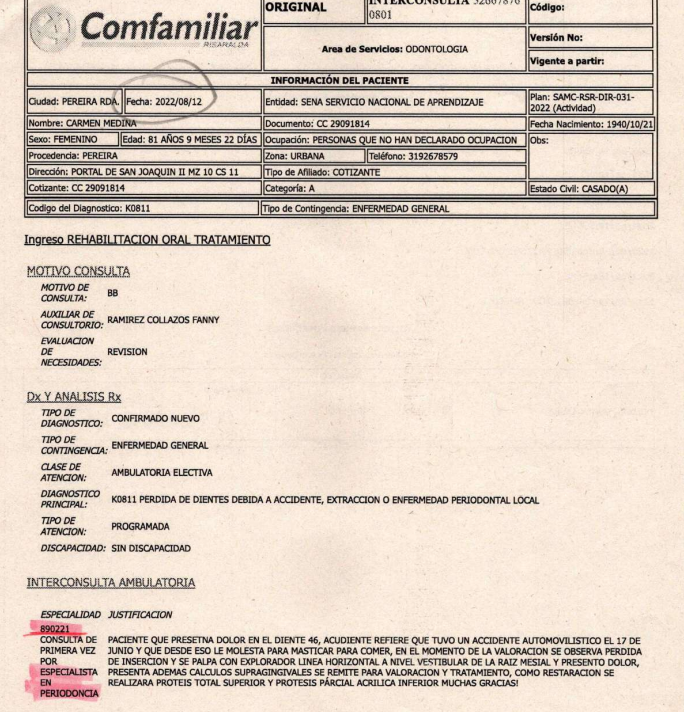 ORIGINAL
INTERCONSULTA 32667876
0801
Código:
Comfamiliar
RISARALDA
Area de Servicios: ODONTOLOGIA
Versión No:
Vigente a partir:
INFORMACIÓN DEL PACIENTE
Ciudad: PEREIRA RDA. Fecha: 2022/08/12 Entidad: SENA SERVICIO NACIONAL DE APRENDIZAJE Plan: SAMC-RSR-DIR-031-
2022 (Actividad)
Nombre: CARMEN MEDINA Documento: CC 29091814 Fecha Nacimiento: 1940/10/21
Sexo: FEMENINO Edad: 81 AÑOS 9 MESES 22 DÍAS Ocupación: PERSONAS QUE NO HAN DECLARADO OCUPACION Obs:
Procedencia: PEREIRA Zona: URBANA Teléfono: 3192678579
Dirección: PORTAL DE SAN JOAQUIN II MZ 10 CS 11 Tipo de Afiliado: COTIZANTE
Cotizante: CC 29091814 Categoría: A Estado Civil: CASADO(A)
Codigo del Diagnostico: K0811 Tipo de Contingencia: ENFERMEDAD GENERAL
Ingreso REHABILITACION ORAL TRATAMIENTO
MOTIVO CONSULTA
MOTIVO DE
CONSULTA: BB
AUXILIAR DE
CONSULTORIO: RAMIREZ COLLAZOS FANNY
EVALUACION
DE REVISION
NECESIDADES:
Dx Y ANALISIS Rx
TIPO DE
DIAGNOSTICO: CONFIRMADO NUEVO
TIPO DE
CONTINGENCIA: ENFERMEDAD GENERAL
CLASE DE
ATENCION: AMBULATORIA ELECTIVA
DIAGNOSTICO
PRINCIPAL: K0811 PERDIDA DE DIENTES DEBIDA A ACCIDENTE, EXTRACCION O ENFERMEDAD PERIODONTAL LOCAL
TIPO DE
ATENCION: PROGRAMADA
DISCAPACIDAD: SIN DISCAPACIDAD
INTERCONSULTA AMBULATORIA
ESPECIALIDAD JUSTIFICACION
890221
CONSULTA DE PACIENTE QUE PRESETNA DOLOR EN EL DIENTE 46, ACUDIENTE REFIERE QUE TUVO UN ACCIDENTE AUTOMOVILISTICO EL 17 DE
PRIMERA VEZ JUNIO Y QUE DESDE ESO LE MOLESTA PARA MASTICAR PARA COMER, EN EL MOMENTO DE LA VALORACION SE OBSERVA PERDIDA
POR DE INSERCION Y SE PALPA CON EXPLORADOR LINEA HORIZONTAL A NIVEL VESTIBULAR DE LA RAIZ MESIAL Y PRESENTO DOLOR,
ESPECIALISTA PRESENTA ADEMAS CALCULOS SUPRAGINGIVALES SE REMITE PARA VALORACION Y TRATAMIENTO, COMO RESTARACION SE
EN REALIZARA PROTEIS TOTAL SUPERIOR Y PROTESIS PÁRCIAL ACRILICA INFERIOR MUCHAS GRACIAS!
PERIODONCIA